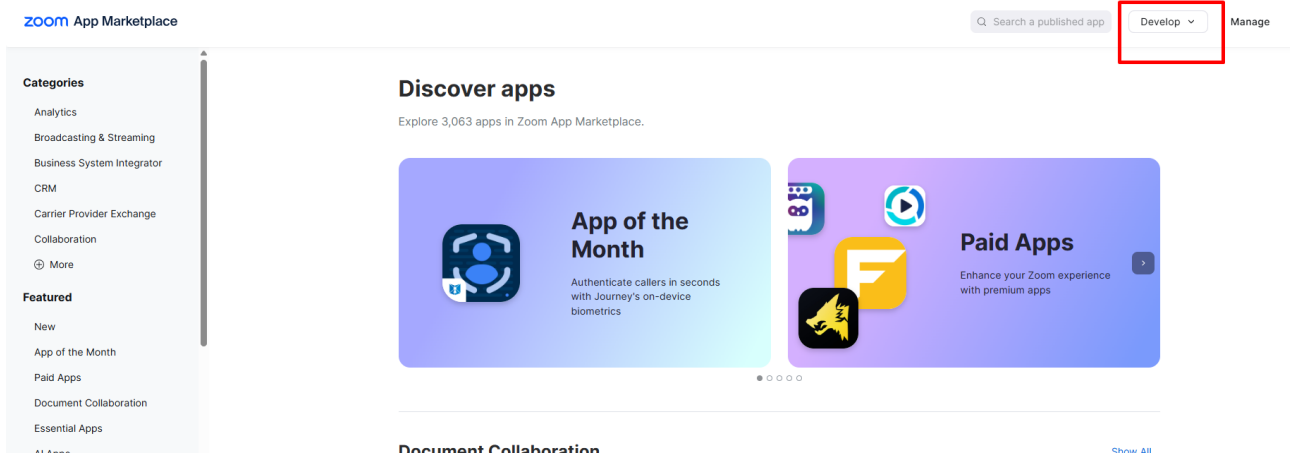 zoom App Marketplace
Search a published app
Develop
Manage
Categories
Analytics
Broadcasting & Streaming
Business System Integrator
CRM
Carrier Provider Exchange
Collaboration
More
Featured
New
App of the Month
Paid Apps
Document Collaboration
Essential Apps
AI Apps
Discover apps
Explore 3,063 apps in Zoom App Marketplace.
App of the
Month
Authenticate callers in seconds
with Journey's on-device
biometrics
Paid Apps
Enhance your Zoom experience
with premium apps
Document Collaboration
Show All